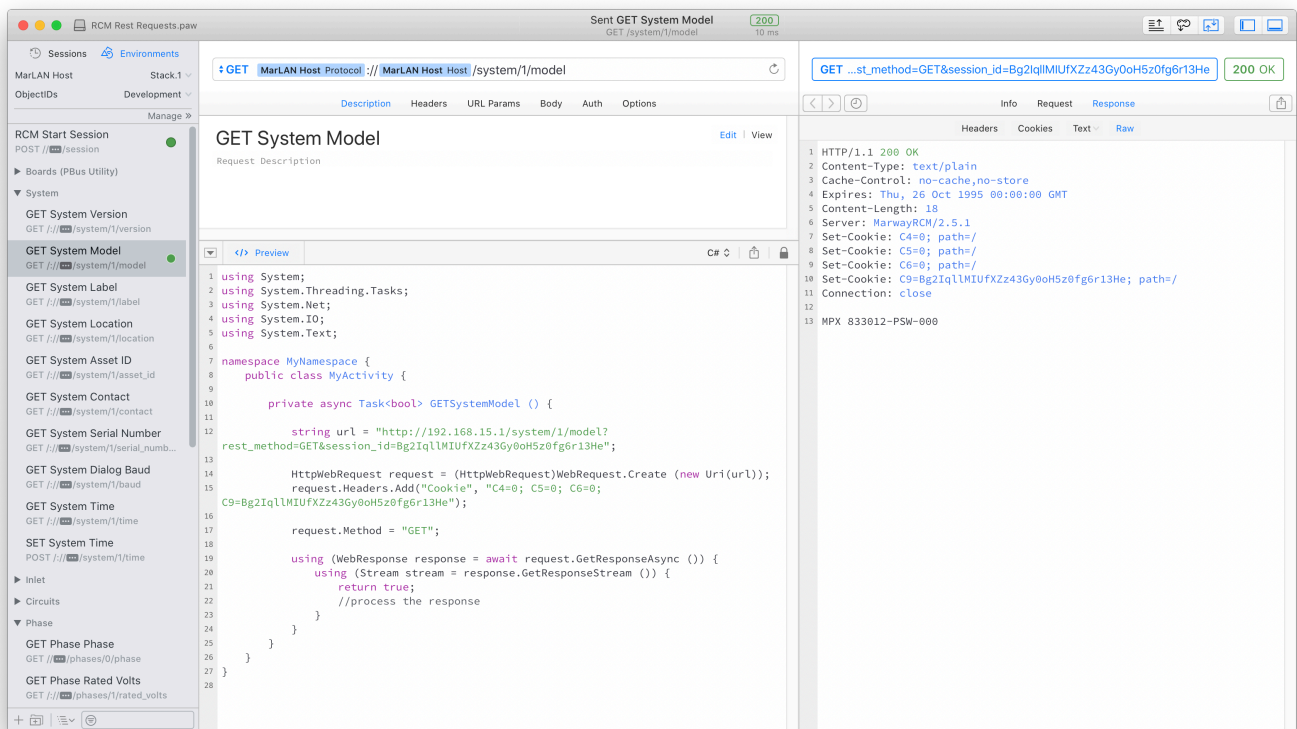 RCM Rest Requests.paw
Sent GET System Model
GET /system/1/model
200
10 ms
Sessions
Environments
MarLAN Host
Stack.1
ObjectIDs
Development
Manage »
RCM Start Session
POST //•••/session
Boards (PBus Utility)
System
GET System Version
GET /://•••/system/1/version
GET System Model
GET /://•••/system/1/model
GET System Label
GET /://•••/system/1/label
GET System Location
GET /://•••/system/1/location
GET System Asset ID
GET /://•••/system/1/asset_id
GET System Contact
GET /://•••/system/1/contact
GET System Serial Number
GET /://•••/system/1/serial_numb...
GET System Dialog Baud
GET /://•••/system/1/baud
GET System Time
GET /://•••/system/1/time
SET System Time
POST /://•••/system/1/time
Inlet
Circuits
Phase
GET Phase Phase
GET //•••/phases/0/phase
GET Phase Rated Volts
GET /://•••/phases/1/rated_volts
GET MarLAN Host Protocol :// MarLAN Host Host /system/1/model
Description Headers URL Params Body Auth Options
GET System Model
Edit | View
Request Description
</> Preview
C#
1 using System;
2 using System.Threading.Tasks;
3 using System.Net;
4 using System.IO;
5 using System.Text;
6
7 namespace MyNamespace {
8 public class MyActivity {
9
10 private async Task<bool> GETSystemModel () {
11
12 string url = "http://192.168.15.1/system/1/model?
rest_method=GET&session_id=Bg2IqllMIUfXZz43Gy0oH5z0fg6r13He";
13
14 HttpWebRequest request = (HttpWebRequest)WebRequest.Create (new Uri(url));
15 request.Headers.Add("Cookie", "C4=0; C5=0; C6=0;
C9=Bg2IqllMIUfXZz43Gy0oH5z0fg6r13He");
16
17 request.Method = "GET";
18
19 using (WebResponse response = await request.GetResponseAsync ()) {
20 using (Stream stream = response.GetResponseStream ()) {
21 return true;
22 //process the response
23 }
24 }
25 }
26 }
27 }
28
GET ...st_method=GET&session_id=Bg2IqllMIUfXZz43Gy0oH5z0fg6r13He
200 OK
Info Request Response
Headers Cookies Text Raw
1 HTTP/1.1 200 OK
2 Content-Type: text/plain
3 Cache-Control: no-cache,no-store
4 Expires: Thu, 26 Oct 1995 00:00:00 GMT
5 Content-Length: 18
6 Server: MarwayRCM/2.5.1
7 Set-Cookie: C4=0; path=/
8 Set-Cookie: C5=0; path=/
9 Set-Cookie: C6=0; path=/
10 Set-Cookie: C9=Bg2IqllMIUfXZz43Gy0oH5z0fg6r13He; path=/
11 Connection: close
12
13 MPX 833012-PSW-000